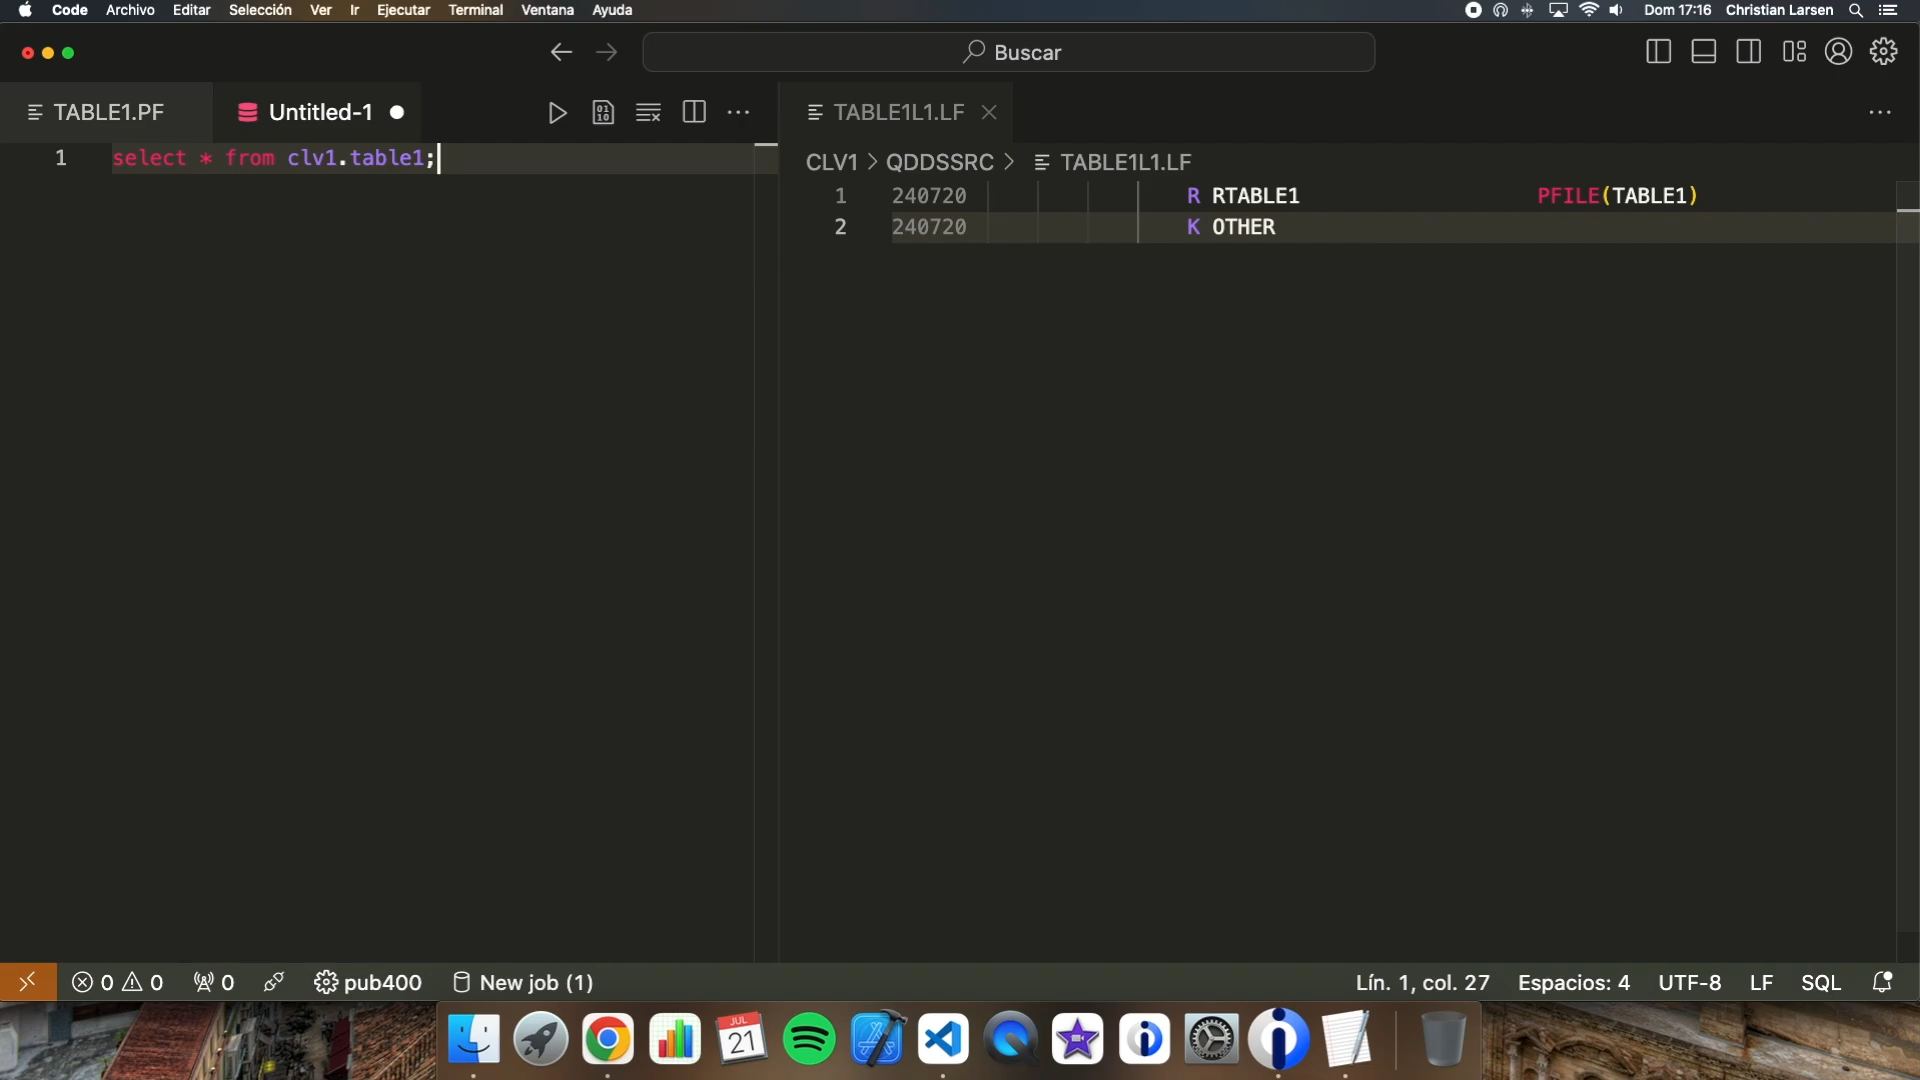 Code Archivo Editar Selección Ver Ir Ejecutar Terminal Ventana Ayuda Dom 17:16 Christian Larsen
Buscar
TABLE1.PF Untitled-1 TABLE1L1.LF
1 select * from clv1.table1;
CLV1 > QDDSSRC > TABLE1L1.LF
1 240720 R RTABLE1 PFILE(TABLE1)
2 240720 K OTHER
0 0 0 pub400 New job (1) Lín. 1, col. 27 Espacios: 4 UTF-8 LF SQL
JUL
21